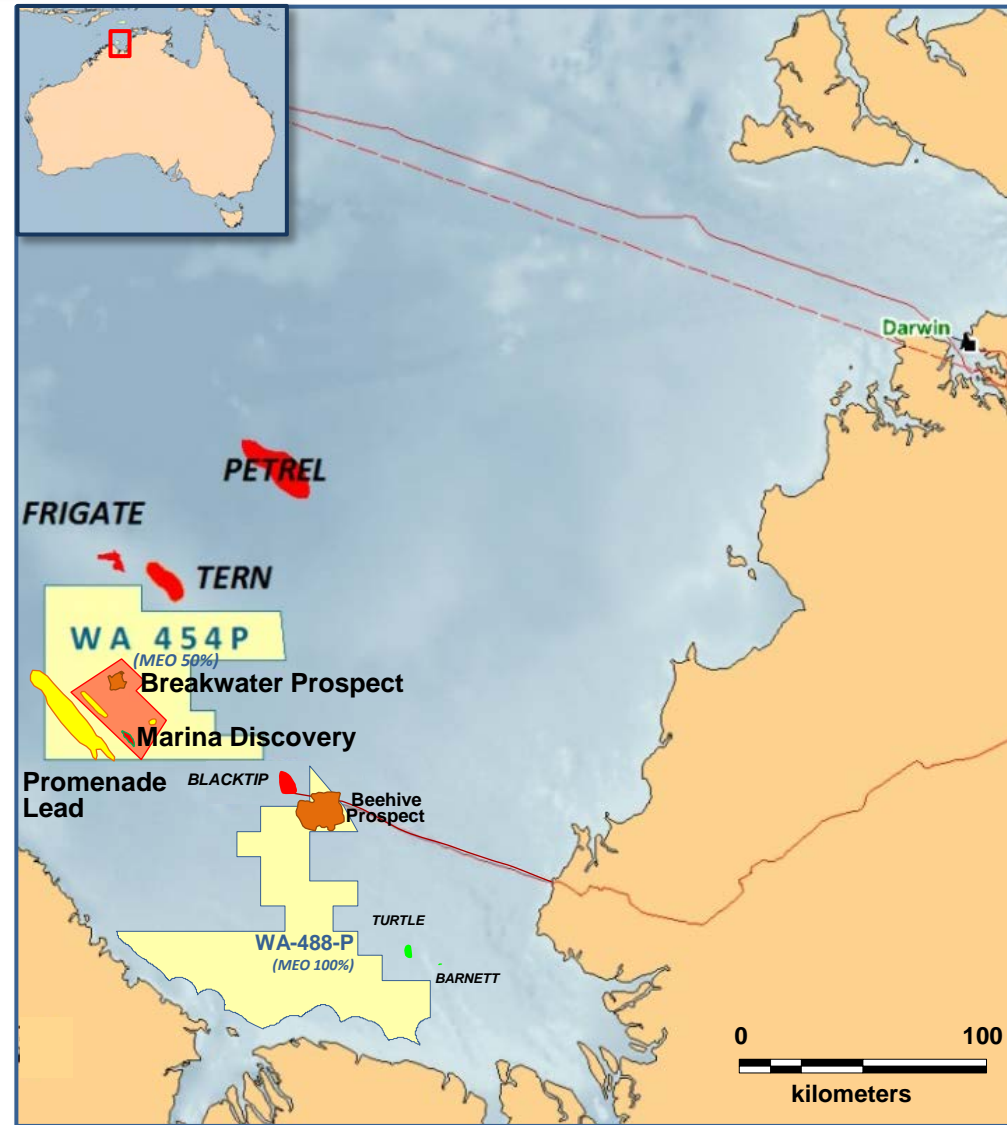 Darwin
PETREL
FRIGATE
TERN
WA 454P
(MEO 50%)
Breakwater Prospect
Marina Discovery
Promenade
Lead
BLACKTIP
Beehive
Prospect
TURTLE
WA-488-P
(MEO 100%)
BARNETT
0 100
kilometers